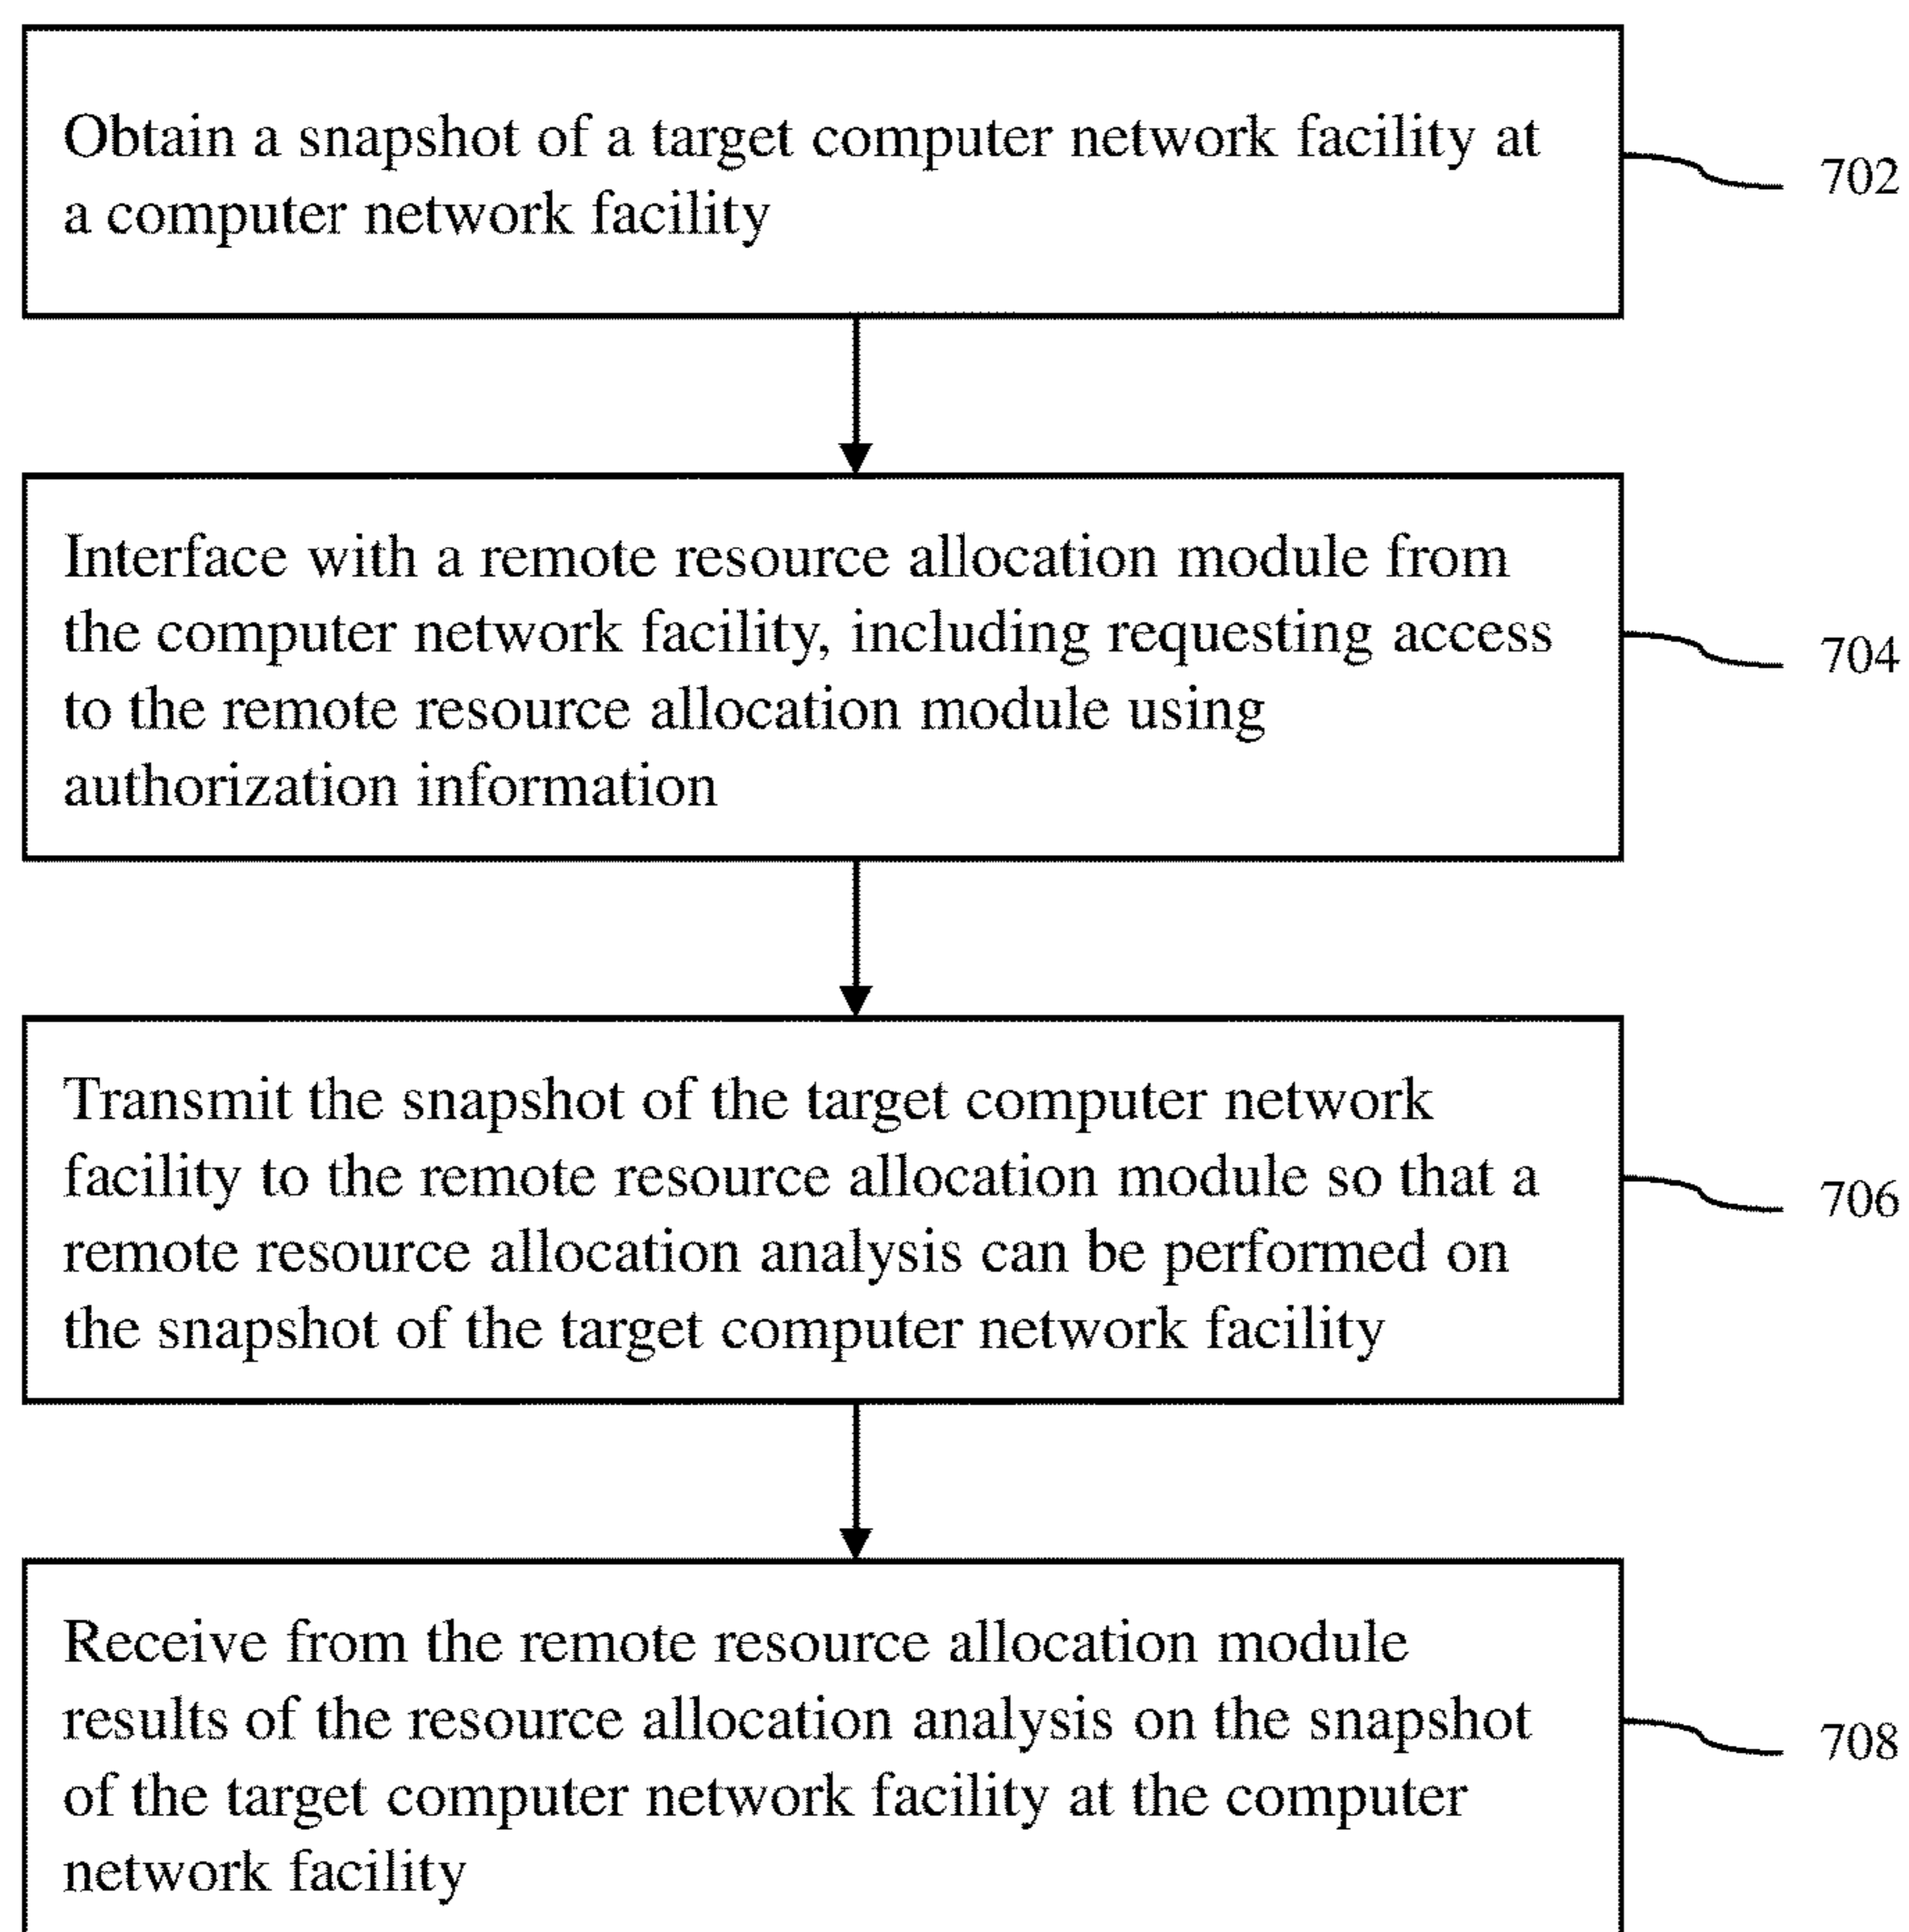 Obtain a snapshot of a target computer network facility at
a computer network facility
702
Interface with a remote resource allocation module from
the computer network facility, including requesting access
to the remote resource allocation module using
authorization information
704
Transmit the snapshot of the target computer network
facility to the remote resource allocation module so that a
remote resource allocation analysis can be performed on
the snapshot of the target computer network facility
706
Receive from the remote resource allocation module
results of the resource allocation analysis on the snapshot
of the target computer network facility at the computer
network facility
708